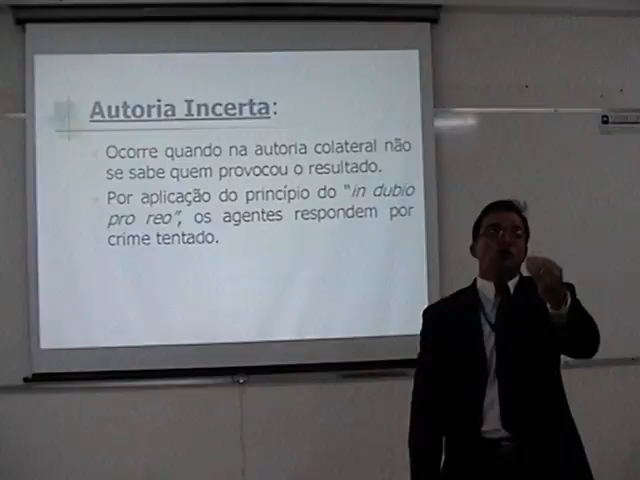 Autoria Incerta:
Ocorre quando na autoria colateral não
se sabe quem provocou o resultado.
Por aplicação do princípio do "in dubio
pro reo", os agentes respondem por
crime tentado.